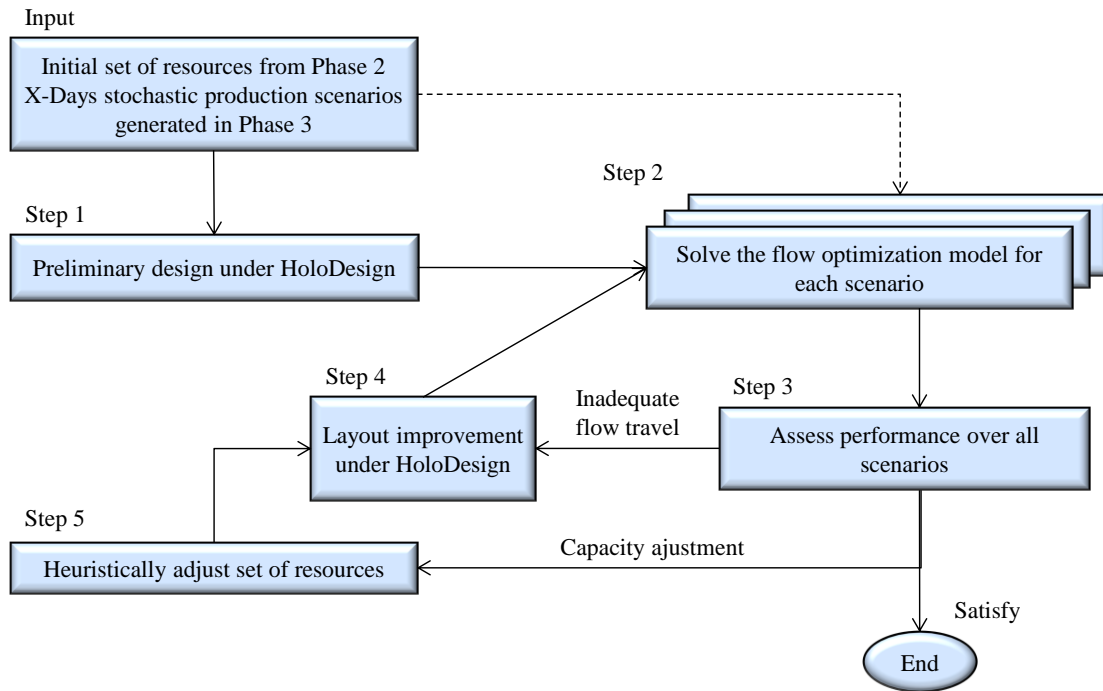 Input
Initial set of resources from Phase 2
X-Days stochastic production scenarios
generated in Phase 3
Step 2
Step 1
Preliminary design under HoloDesign
Solve the flow optimization model for
each scenario
Step 4
Inadequate
flow travel
Step 3
Layout improvement
under HoloDesign
Assess performance over all
scenarios
Step 5
Heuristically adjust set of resources
Capacity ajustment
Satisfy
End